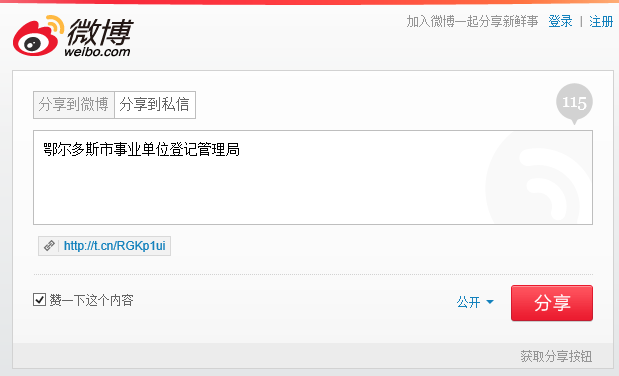 微博
weibo.com
加入微博一起分享新鲜事 登录 | 注册
分享到微博 分享到私信
115
鄂尔多斯市事业单位登记管理局
http://t.cn/RGKp1ui
赞一下这个内容
公开
分享
获取分享按钮